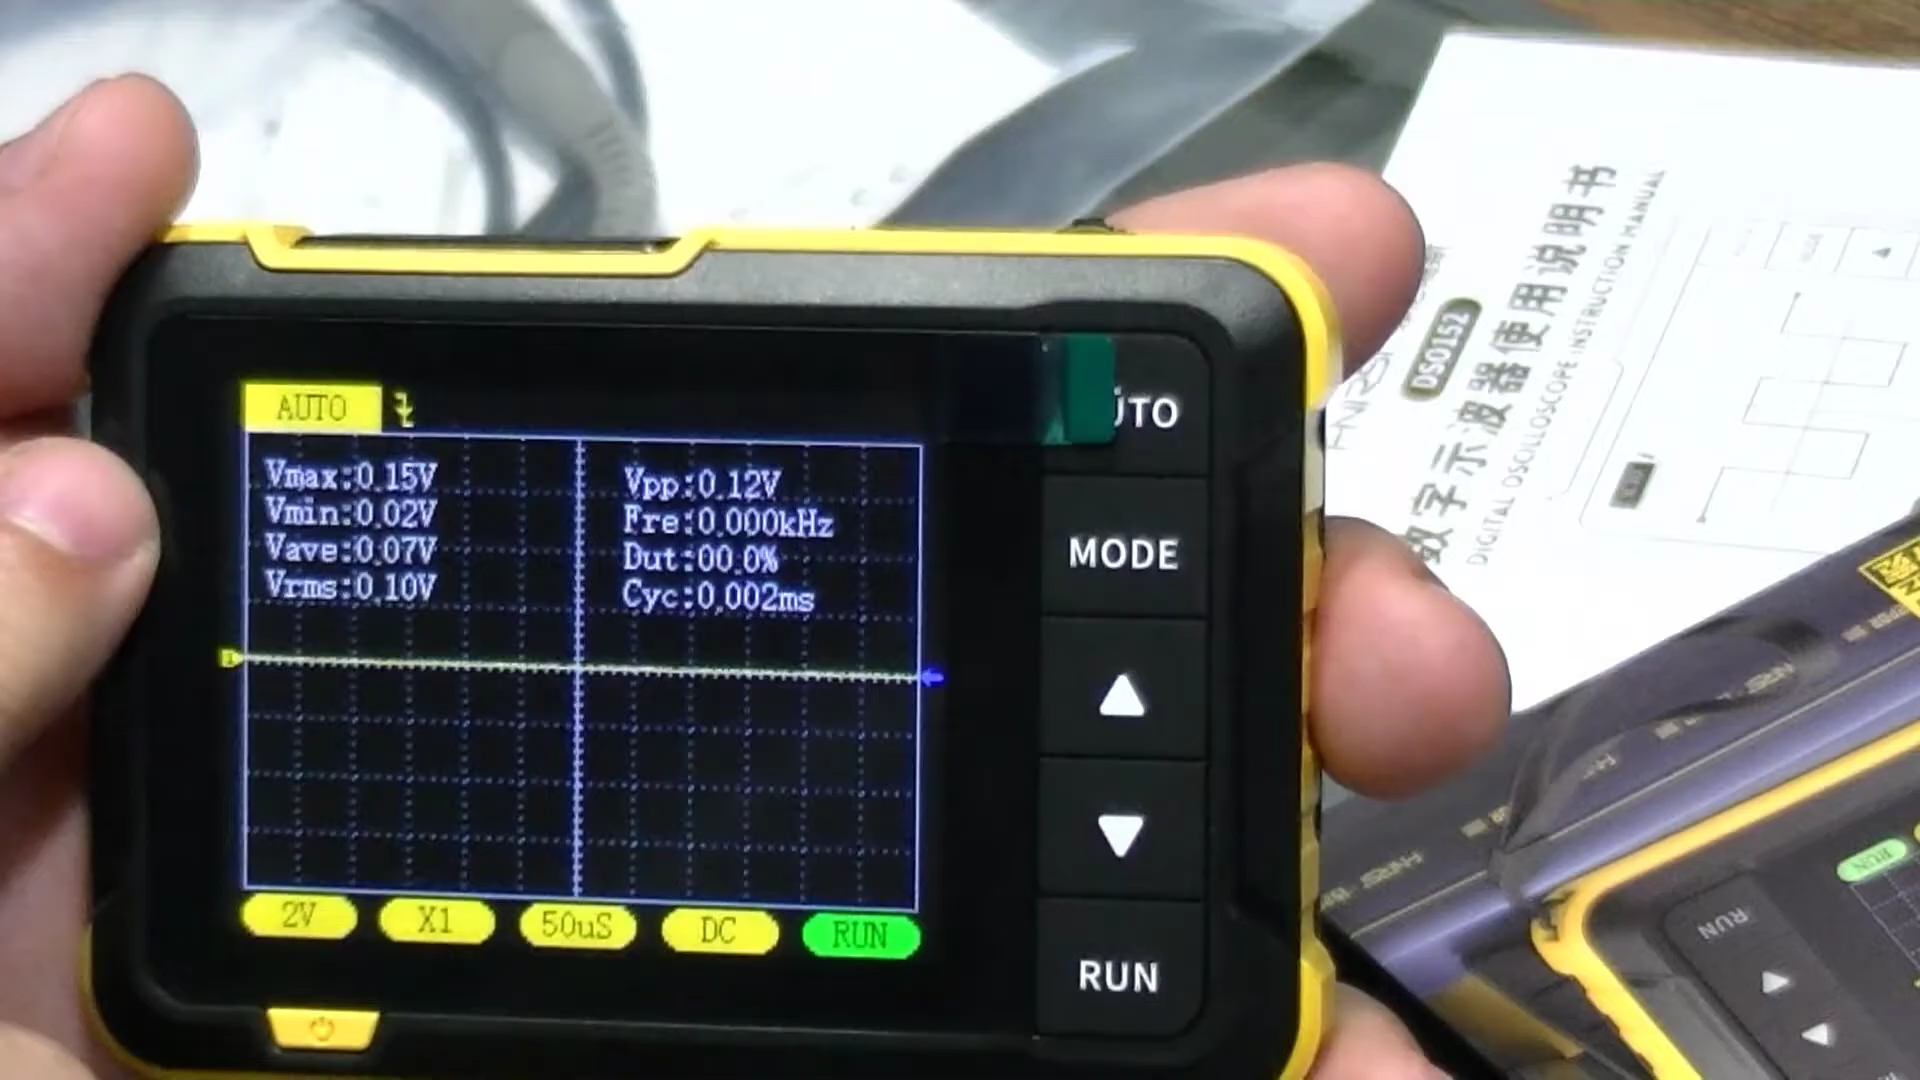 AUTO
Vmax:0.15V
Vmin:0.02V
Vave:0.07V
Vrms:0.10V
Vpp:0.12V
Fre:0.000kHz
Dut:00.0%
Cyc:0.002ms
2V
X1
50uS
DC
RUN
UTO
MODE
RUN
DSO152
数字示波器使用说明书
DIGITAL OSCILLOSCOPE INSTRUCTION MANUAL
RUN
RUN